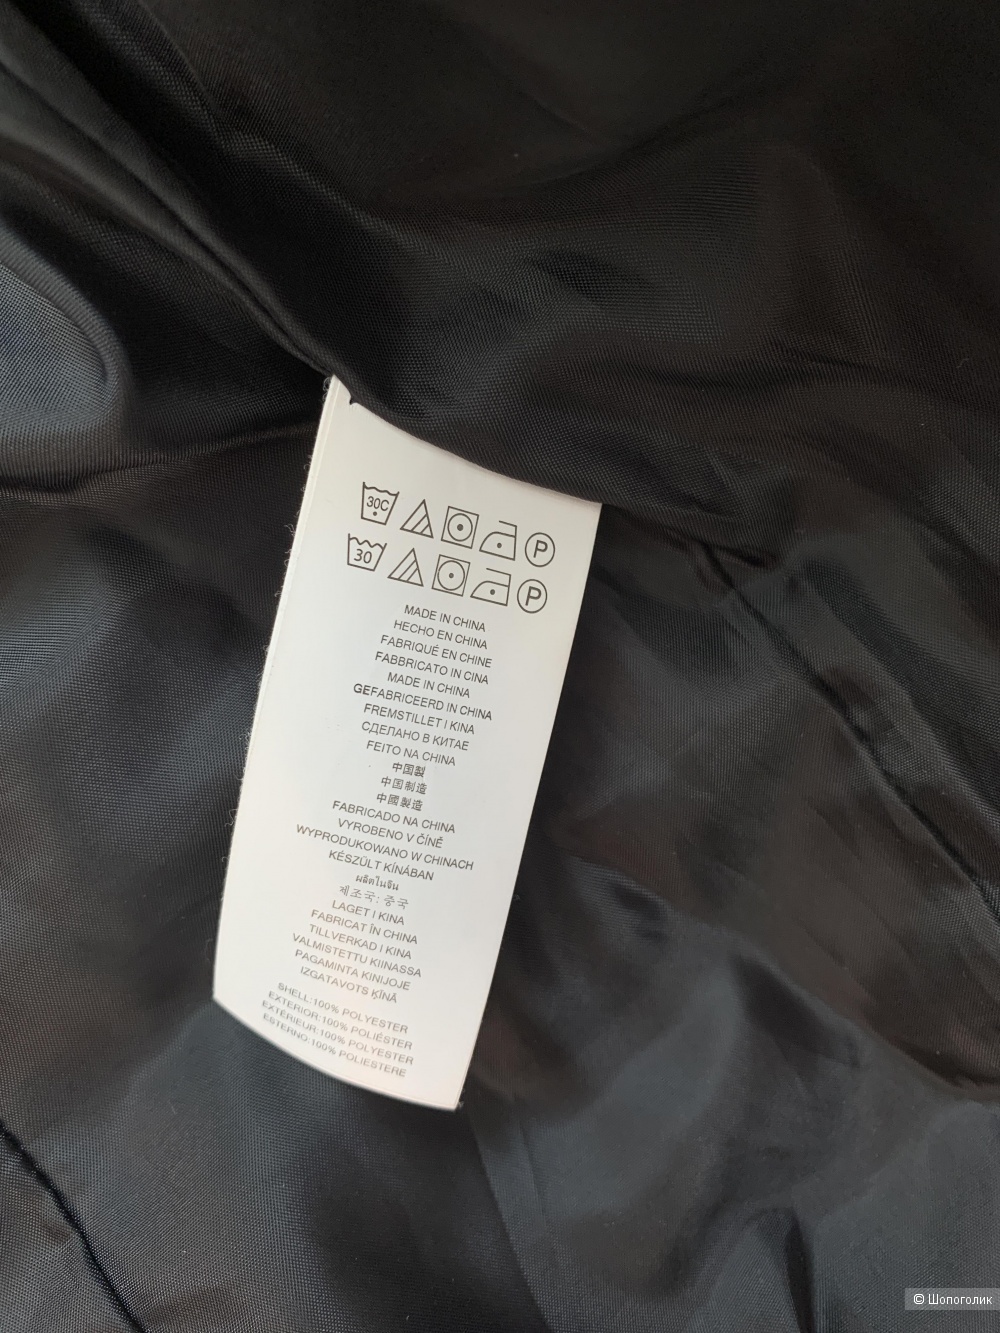 30C P
30 P
MADE IN CHINA
HECHO EN CHINA
FABRIQUÉ EN CHINE
FABBRICATO IN CINA
MADE IN CHINA
GEFABRICEERD IN CHINA
FREMSTILLET I KINA
СДЕЛАНО В КИТАЕ
FEITO NA CHINA
中国製
中国制造
中國製造
FABRICADO NA CHINA
VYROBENO V ČÍNĚ
WYPRODUKOWANO W CHINACH
KÉSZÜLT KÍNÁBAN
ผลิตในจีน
제조국: 중국
LAGET I KINA
FABRICAT ÎN CHINA
TILLVERKAD I KINA
VALMISTETTU KIINASSA
PAGAMINTA KINIJOJE
IZGATAVOTS ĶĪNĀ
SHELL:100% POLYESTER
EXTERIOR:100% POLIÉSTER
EXTÉRIEUR:100% POLYESTER
ESTERNO:100% POLIESTERE
© Шопоголик